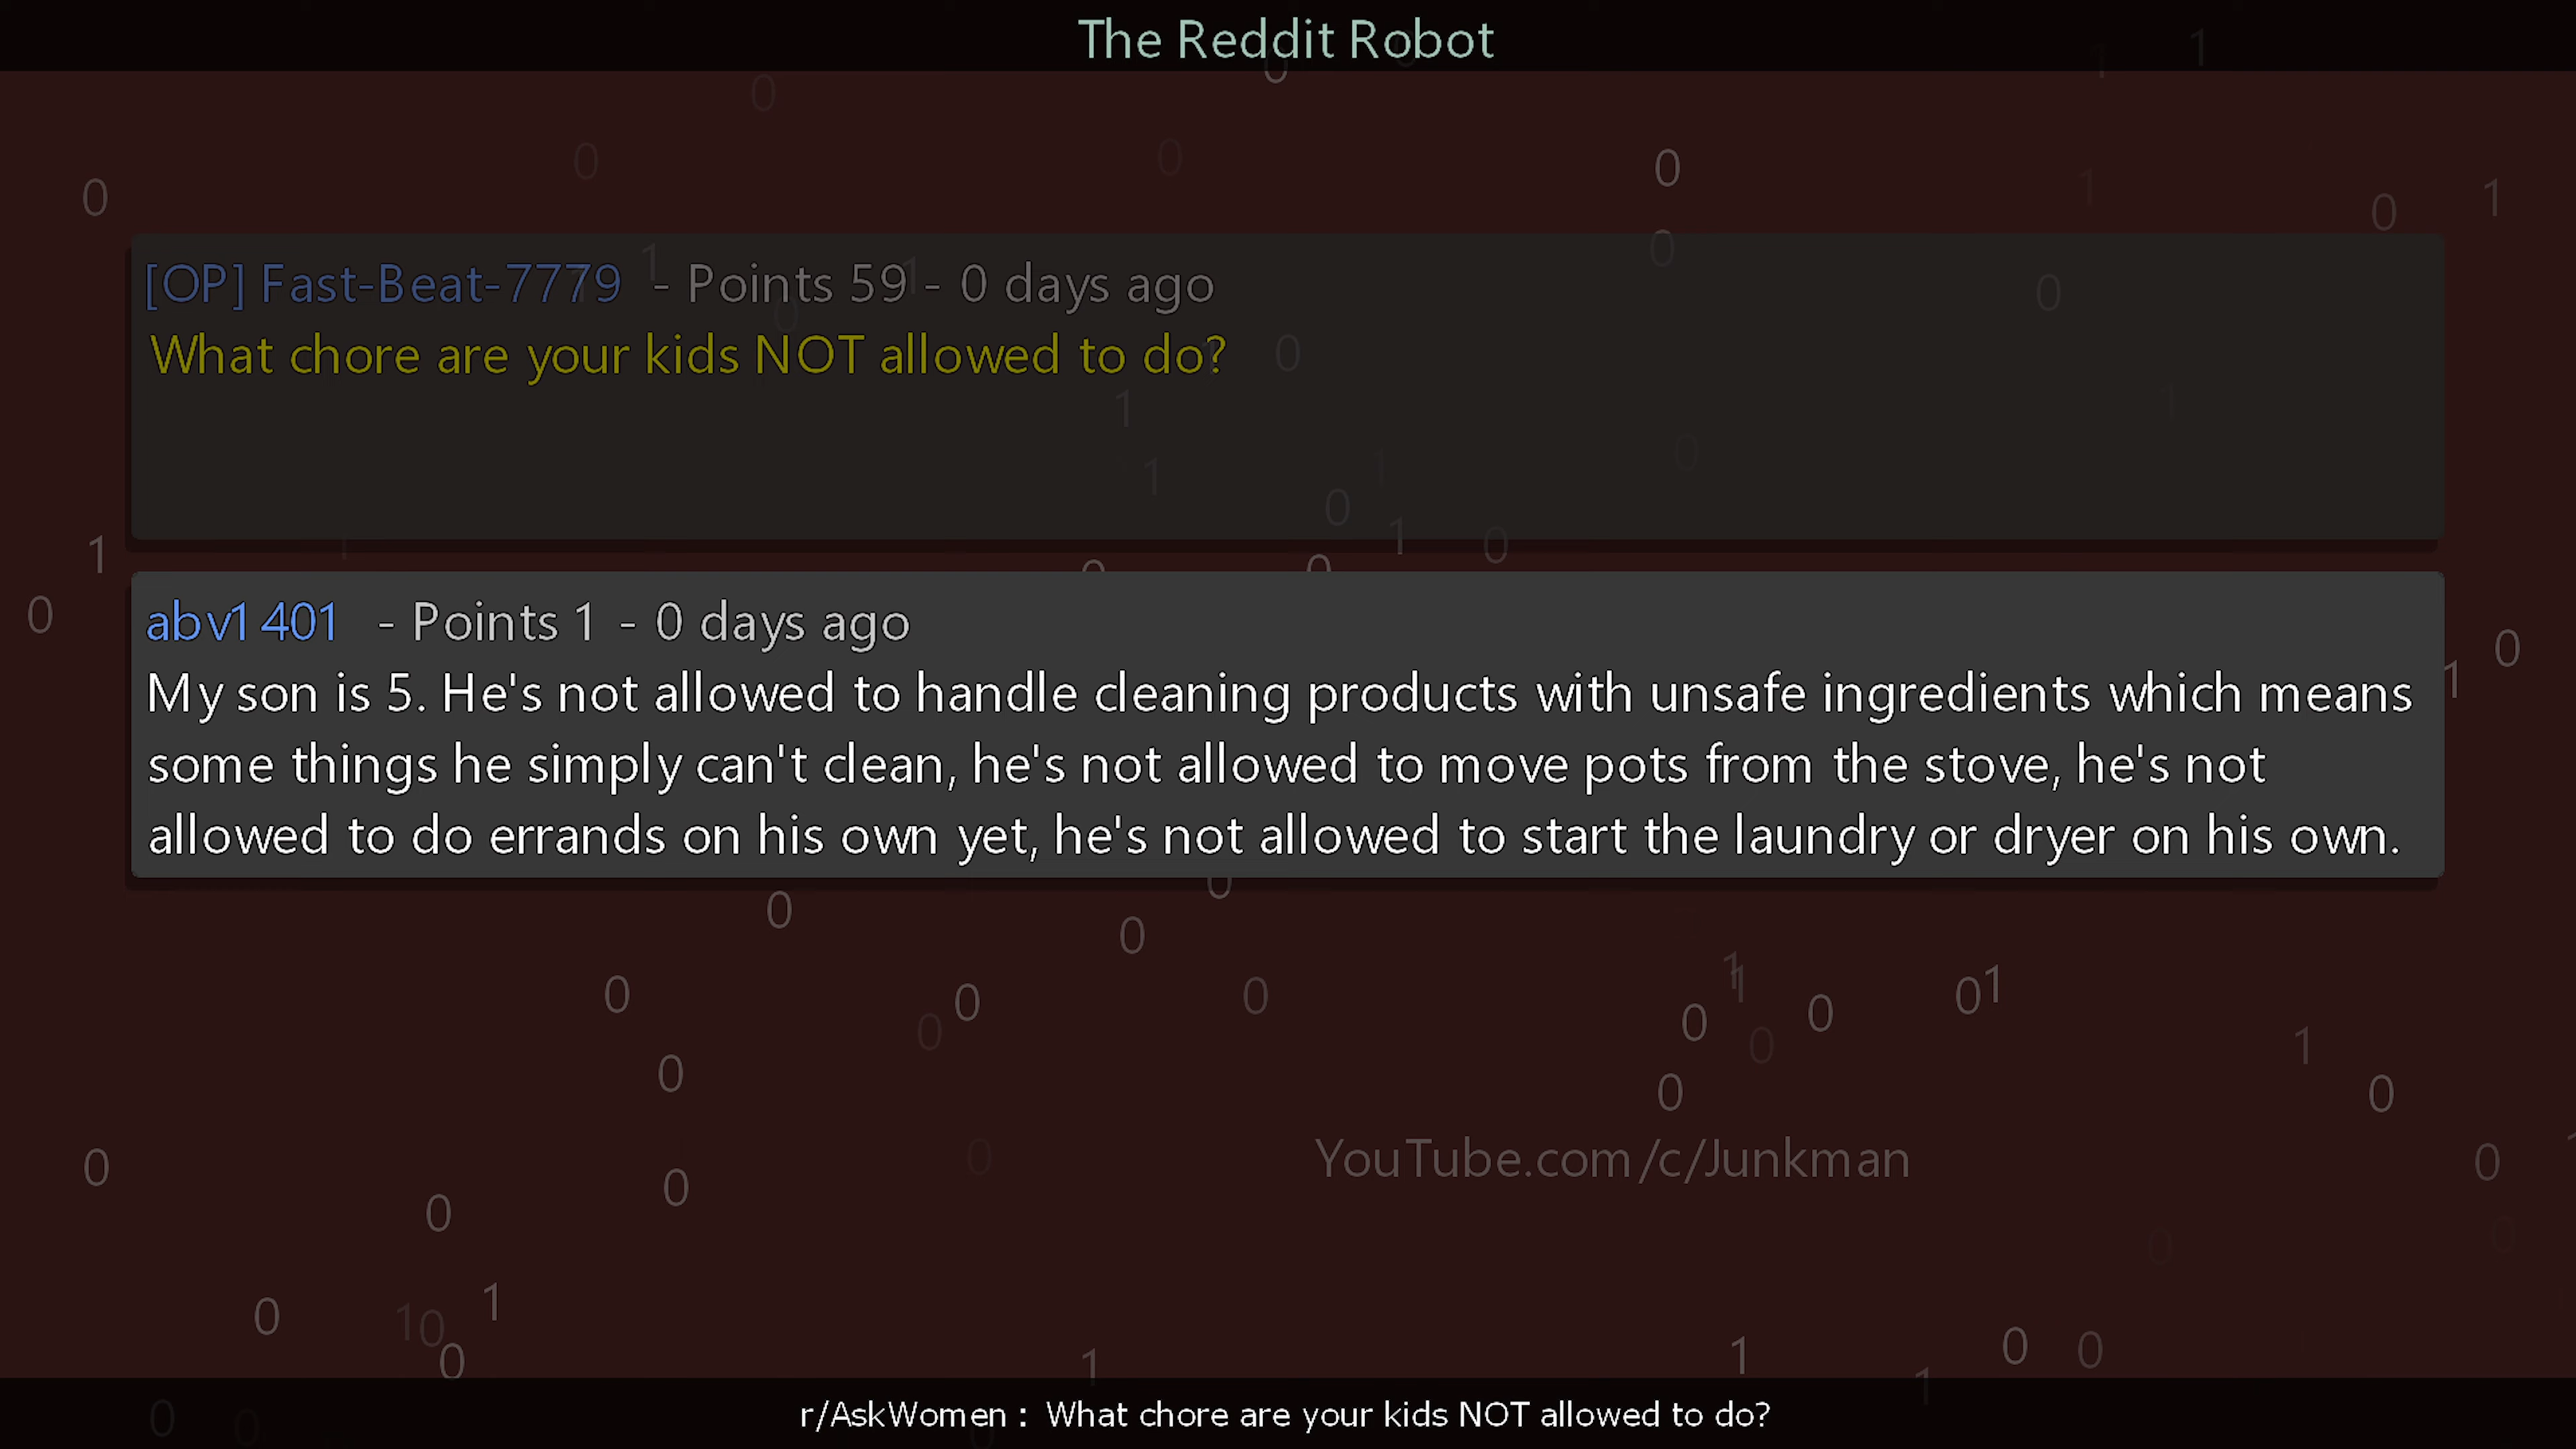 The Reddit Robot
[OP] Fast-Beat-7779 - Points 59 - 0 days ago
What chore are your kids NOT allowed to do?
abv1401 - Points 1 - 0 days ago
My son is 5. He's not allowed to handle cleaning products with unsafe ingredients which means
some things he simply can't clean, he's not allowed to move pots from the stove, he's not
allowed to do errands on his own yet, he's not allowed to start the laundry or dryer on his own.
YouTube.com/c/Junkman
r/AskWomen : What chore are your kids NOT allowed to do?